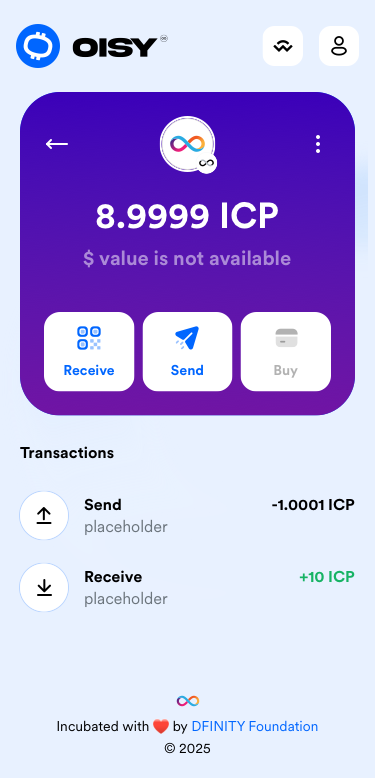 OISY
8.9999 ICP
$ value is not available
Receive
Send
Buy
Transactions
Send
-1.0001 ICP
placeholder
Receive
+10 ICP
placeholder
Incubated with ❤️ by DFINITY Foundation
© 2025